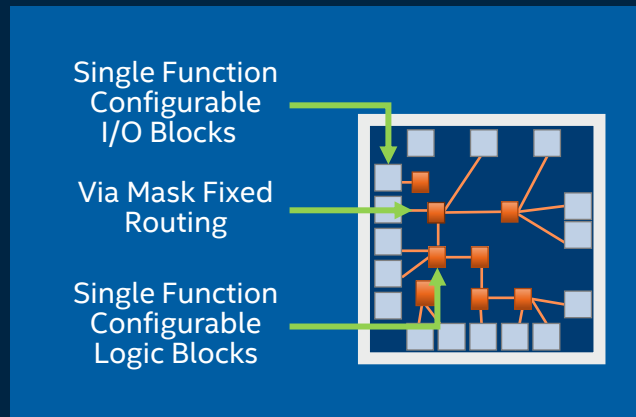 Single Function
Configurable
I/O Blocks
Via Mask Fixed
Routing
Single Function
Configurable
Logic Blocks